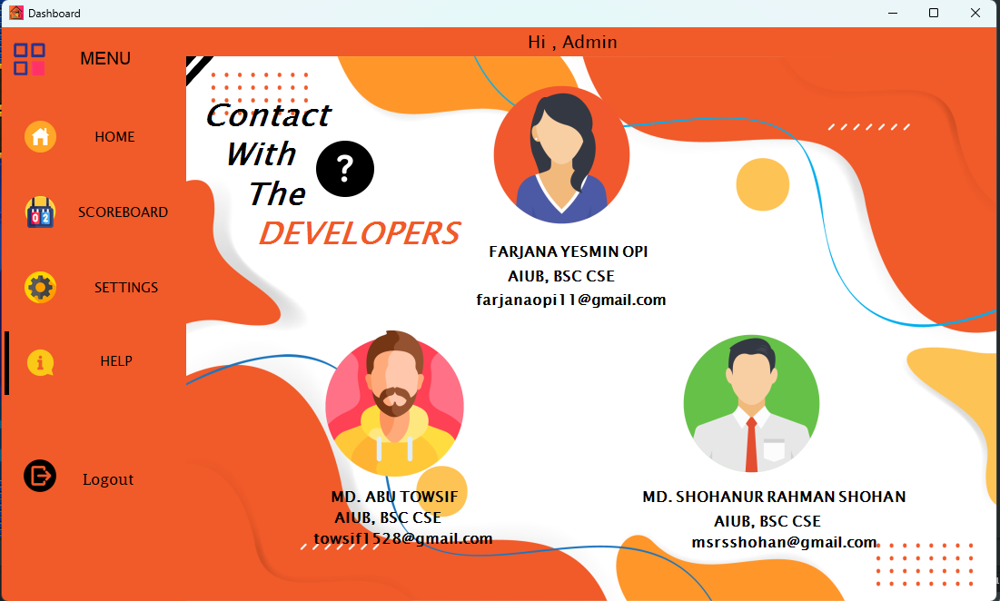 Dashboard
Hi , Admin
MENU
HOME
SCOREBOARD
0 2
SETTINGS
HELP
Logout
Contact
With
The
?
DEVELOPERS
FARJANA YESMIN OPI
AIUB, BSC CSE
farjanaopi11@gmail.com
MD. ABU TOWSIF
AIUB, BSC CSE
towsif1528@gmail.com
MD. SHOHANUR RAHMAN SHOHAN
AIUB, BSC CSE
msrsshohan@gmail.com